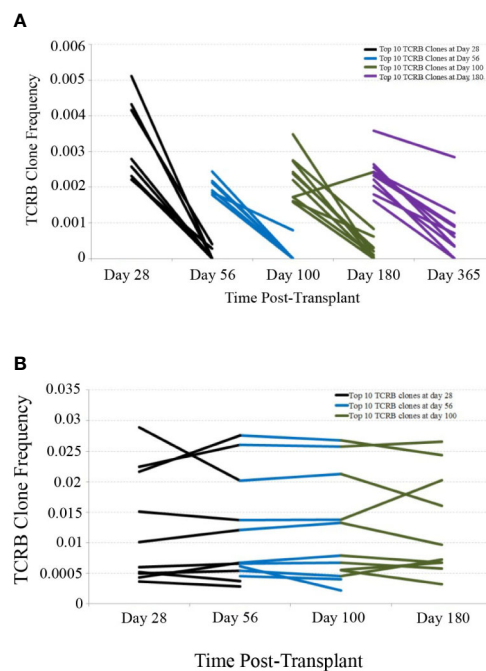 A
0.006
0.005
0.004
0.003
0.002
0.001
0
TCRB Clone Frequency
Top 10 TCRB Clones at Day 28
Top 10 TCRB Clones at Day 56
Top 10 TCRB Clones at Day 100
Top 10 TCRB Clones at Day 180
Day 28 Day 56 Day 100 Day 180 Day 365
Time Post-Transplant
B
0.035
0.03
0.025
0.02
0.015
0.01
0.0005
0
TCRB Clone Frequency
Top 10 TCRB clones at day 28
Top 10 TCRB clones at day 56
Top 10 TCRB clones at day 100
Day 28 Day 56 Day 100 Day 180
Time Post-Transplant